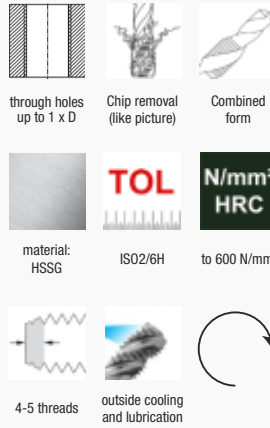 through holes
up to 1 x D
Chip removal
(like picture)
Combined
form
TOL
N/mm²
HRC
material:
HSSG
ISO2/6H
to 600 N/mm
4-5 threads
outside cooling
and lubrication